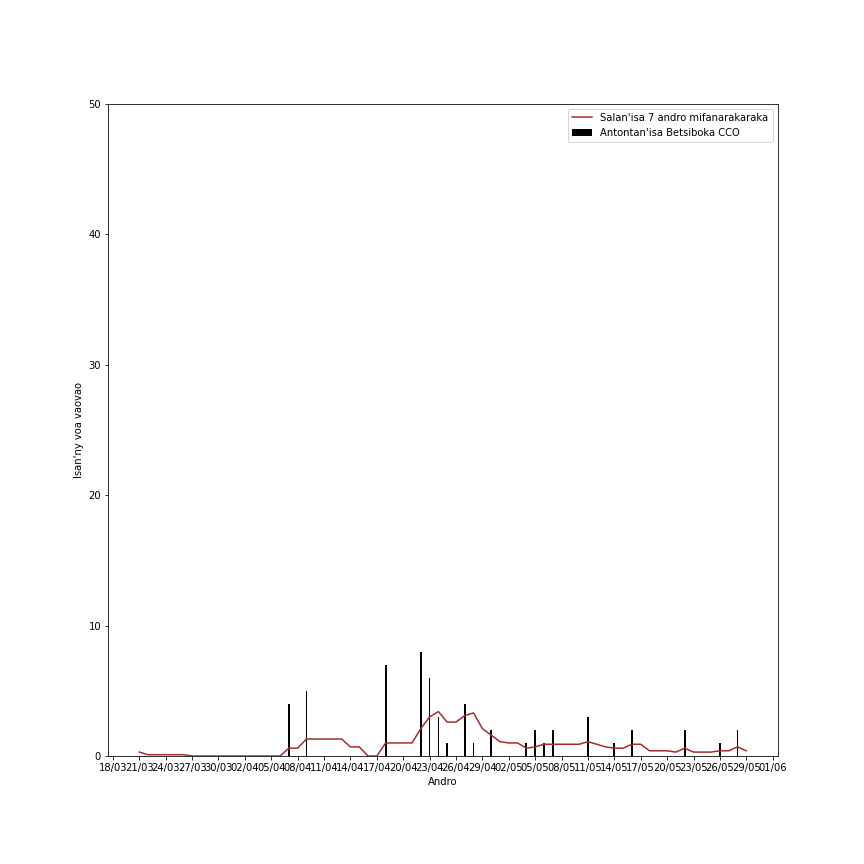 50
40
30
20
10
0
Isan'ny voa vaovao
Salan'isa 7 andro mifanarakaraka
Antontan'isa Betsiboka CCO
18/03 21/03 24/03 27/03 30/03 02/04 05/04 08/04 11/04 14/04 17/04 20/04 23/04 26/04 29/04 02/05 05/05 08/05 11/05 14/05 17/05 20/05 23/05 26/05 29/05 01/06
Andro